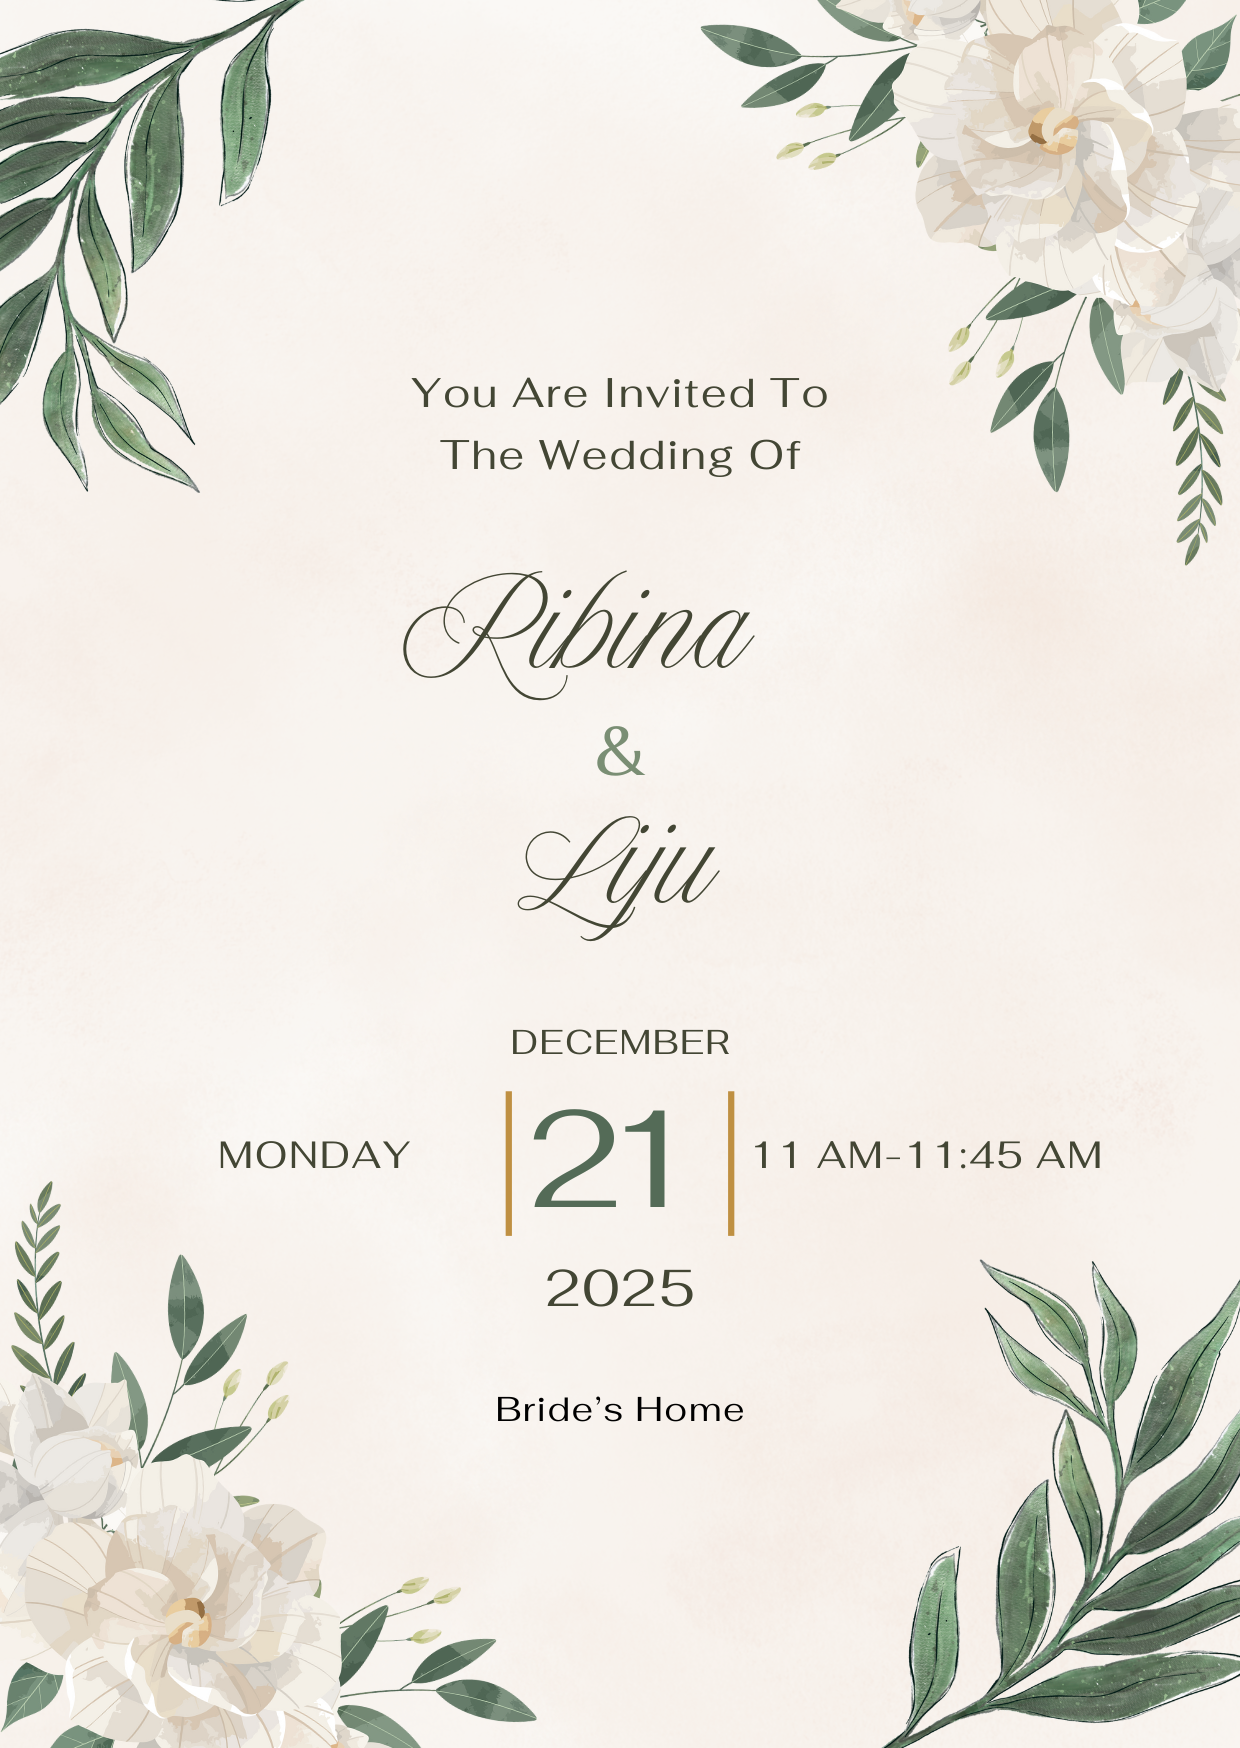 You Are Invited To
The Wedding Of
Ribina
&
Liju
DECEMBER
MONDAY
21
11 AM-11:45 AM
2025
Bride’s Home